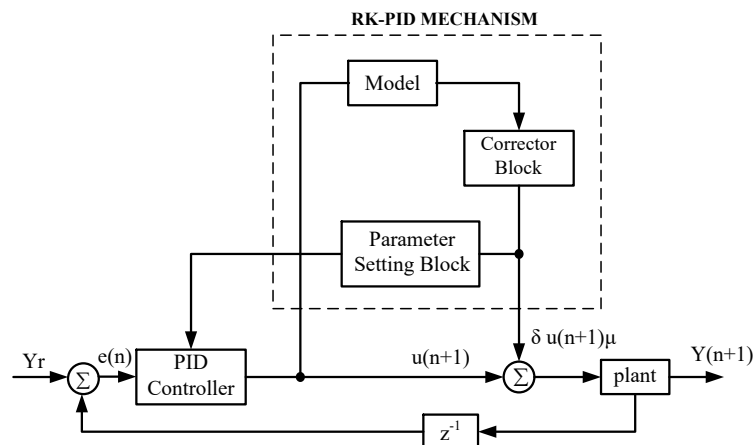 RK-PID MECHANISM
Model
Corrector
Block
Parameter
Setting Block
δ u(n+1)μ
Yr
e(n)
PID
Controller
u(n+1)
Y(n+1)
Σ
Σ
plant
z⁻¹